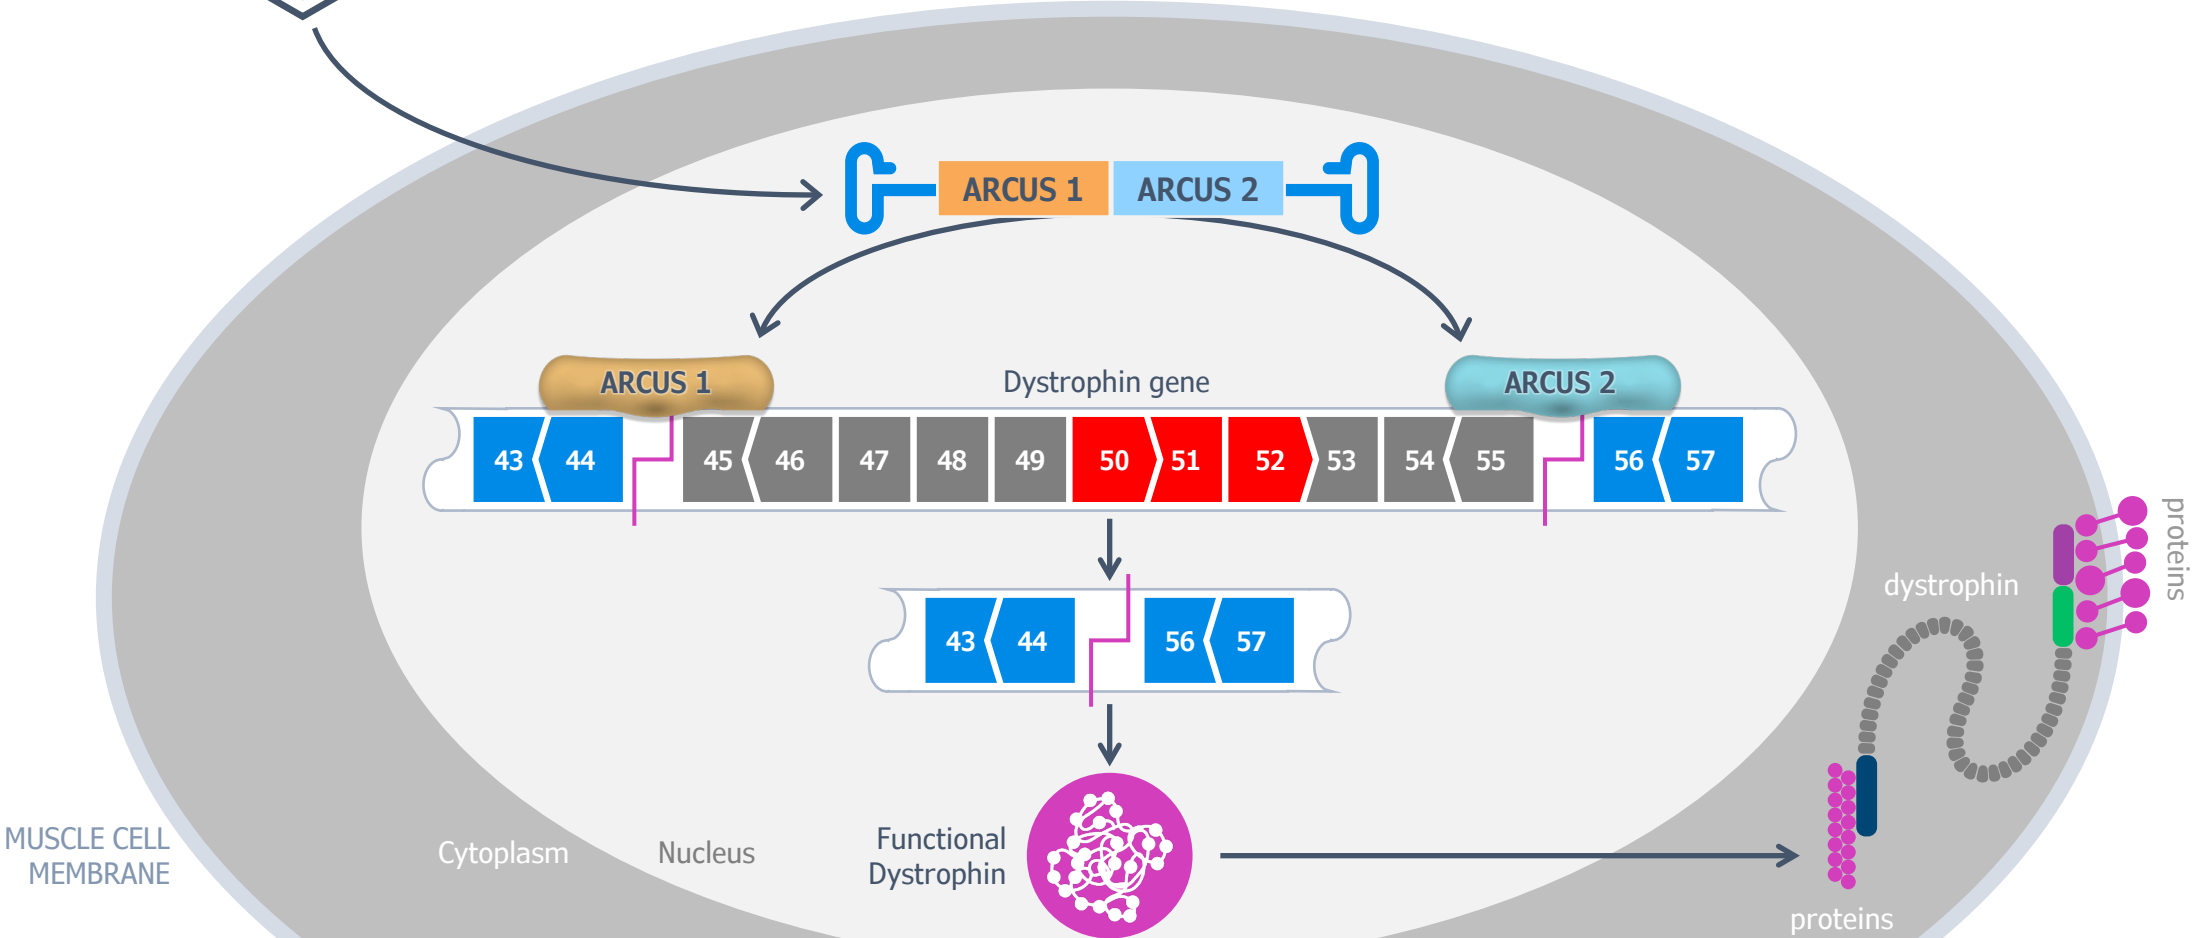 ARCUS 1 ARCUS 2
ARCUS 1
Dystrophin gene
ARCUS 2
43 44 45 46 47 48 49 50 51 52 53 54 55 56 57
43 44 56 57
dystrophin
proteins
MUSCLE CELL
MEMBRANE
Cytoplasm
Nucleus
Functional
Dystrophin
proteins